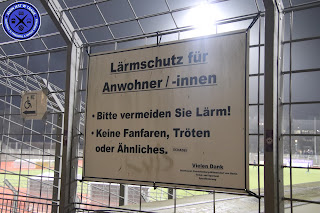 Lärmschutz für
Anwohner / -innen
• Bitte vermeiden Sie Lärm!
• Keine Fanfaren, Tröten
oder Ähnliches.
Vielen Dank